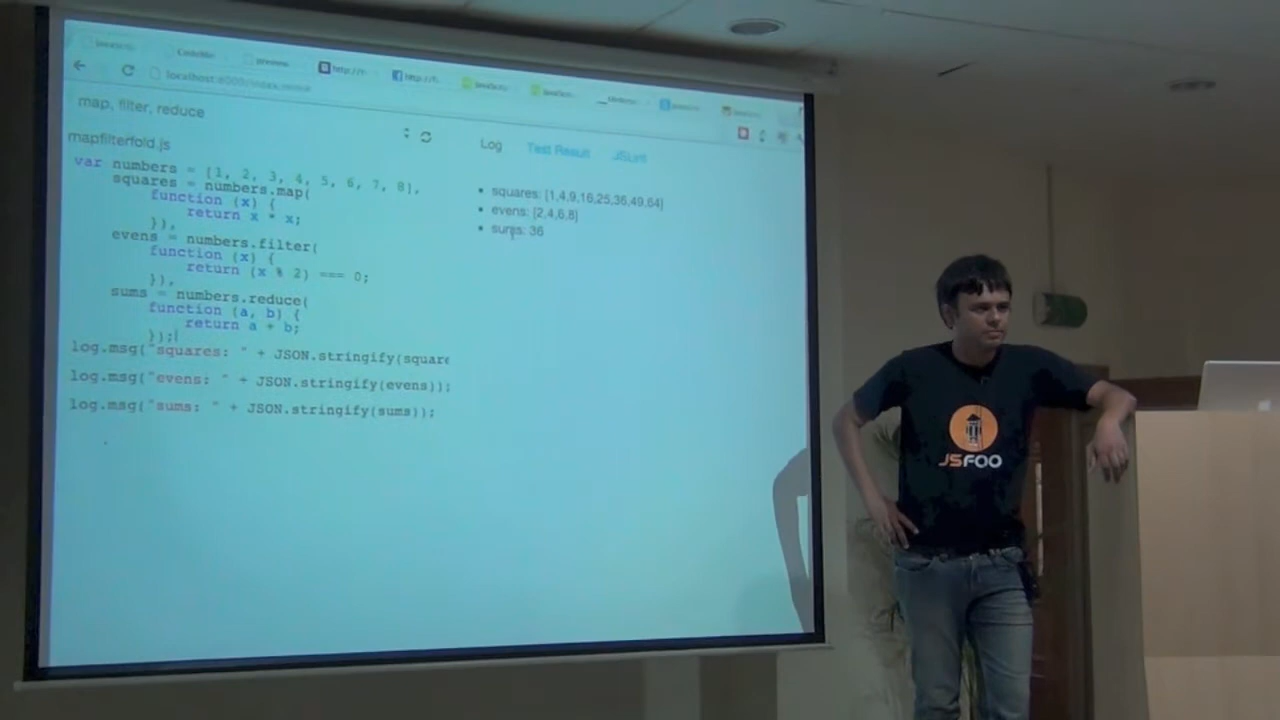 http://
http://
localhost:
map, filter, reduce
mapfilterfold.js
var numbers = [1, 2, 3, 4, 5, 6, 7, 8],
squares = numbers.map(
function (x) {
return x * x;
}),
evens = numbers.filter(
function (x) {
return (x % 2) === 0;
}),
sums = numbers.reduce(
function (a, b) {
return a + b;
});
log.msg("squares: " + JSON.stringify(square
log.msg("evens: " + JSON.stringify(evens));
log.msg("sums: " + JSON.stringify(sums));
Log Test Result JSLint
squares: [1,4,9,16,25,36,49,64]
evens: [2,4,6,8]
sums: 36
JSFOO